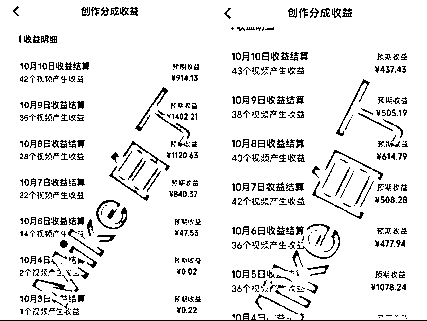 创作分成收益
收益明细
10月10日收益结算 预期收益
42个视频产生收益 ¥914.13
10月9日收益结算 预期收益
36个视频产生收益 ¥1402.21
10月8日收益结算 预期收益
28个视频产生收益 ¥1120.63
10月7日收益结算 预期收益
22个视频产生收益 ¥840.37
10月6日收益结算 预期收益
14个视频产生收益 ¥47.53
10月4日收益结算 预期收益
2个视频产生收益 ¥0.02
10月3日收益结算 预期收益
1个视频产生收益 ¥0.22
创作分成收益
10月10日收益结算 预期收益
43个视频产生收益 ¥437.43
10月9日收益结算 预期收益
38个视频产生收益 ¥505.19
10月8日收益结算 预期收益
40个视频产生收益 ¥614.79
10月7日收益结算 预期收益
42个视频产生收益 ¥508.28
10月6日收益结算 预期收益
36个视频产生收益 ¥477.94
10月5日收益结算 预期收益
36个视频产生收益 ¥1078.24
10月4日收益结算 预期收益